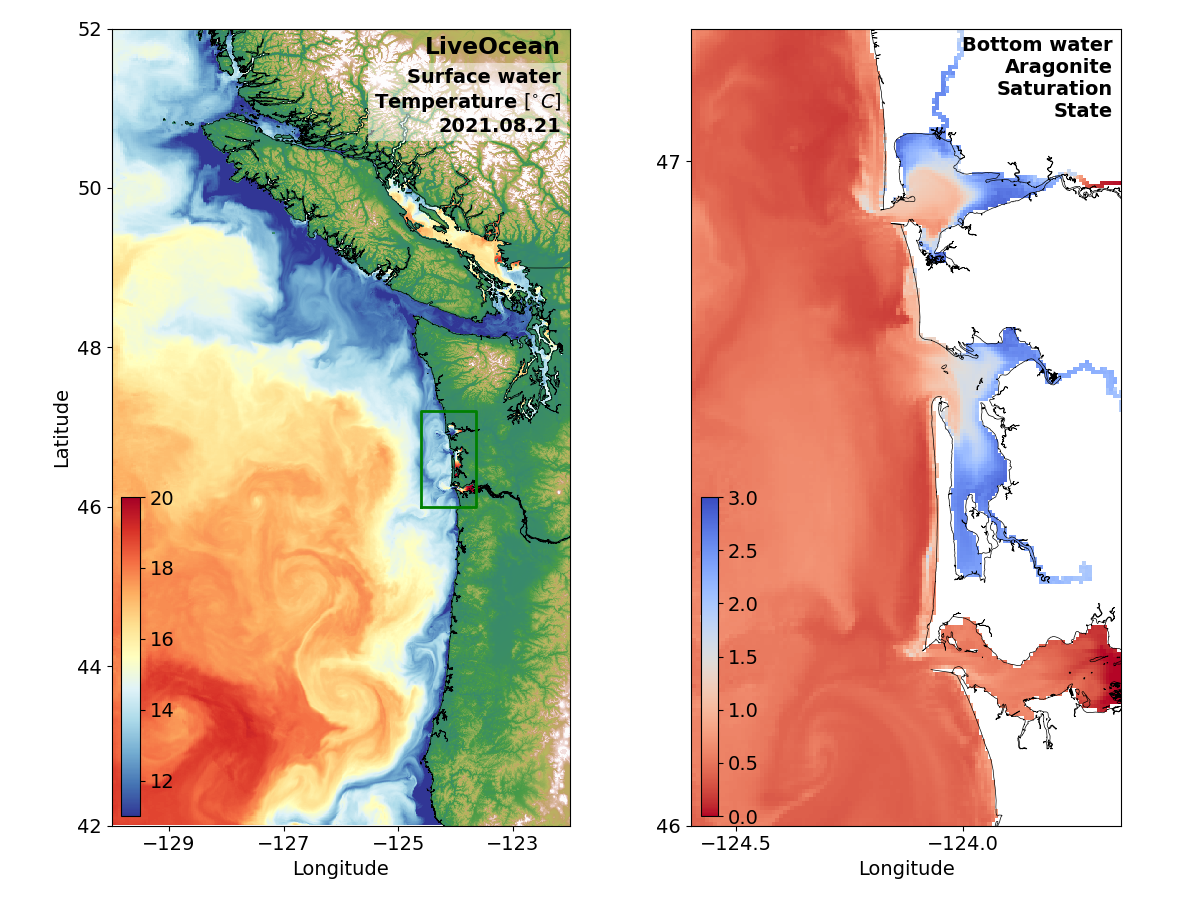 LiveOcean
Surface water
Temperature [°C]
2021.08.21
52
50
48
46
44
42
Latitude
20
18
16
14
12
−129
−127
−125
−123
Longitude
Bottom water
Aragonite
Saturation
State
47
46
3.0
2.5
2.0
1.5
1.0
0.5
0.0
−124.5
−124.0
Longitude